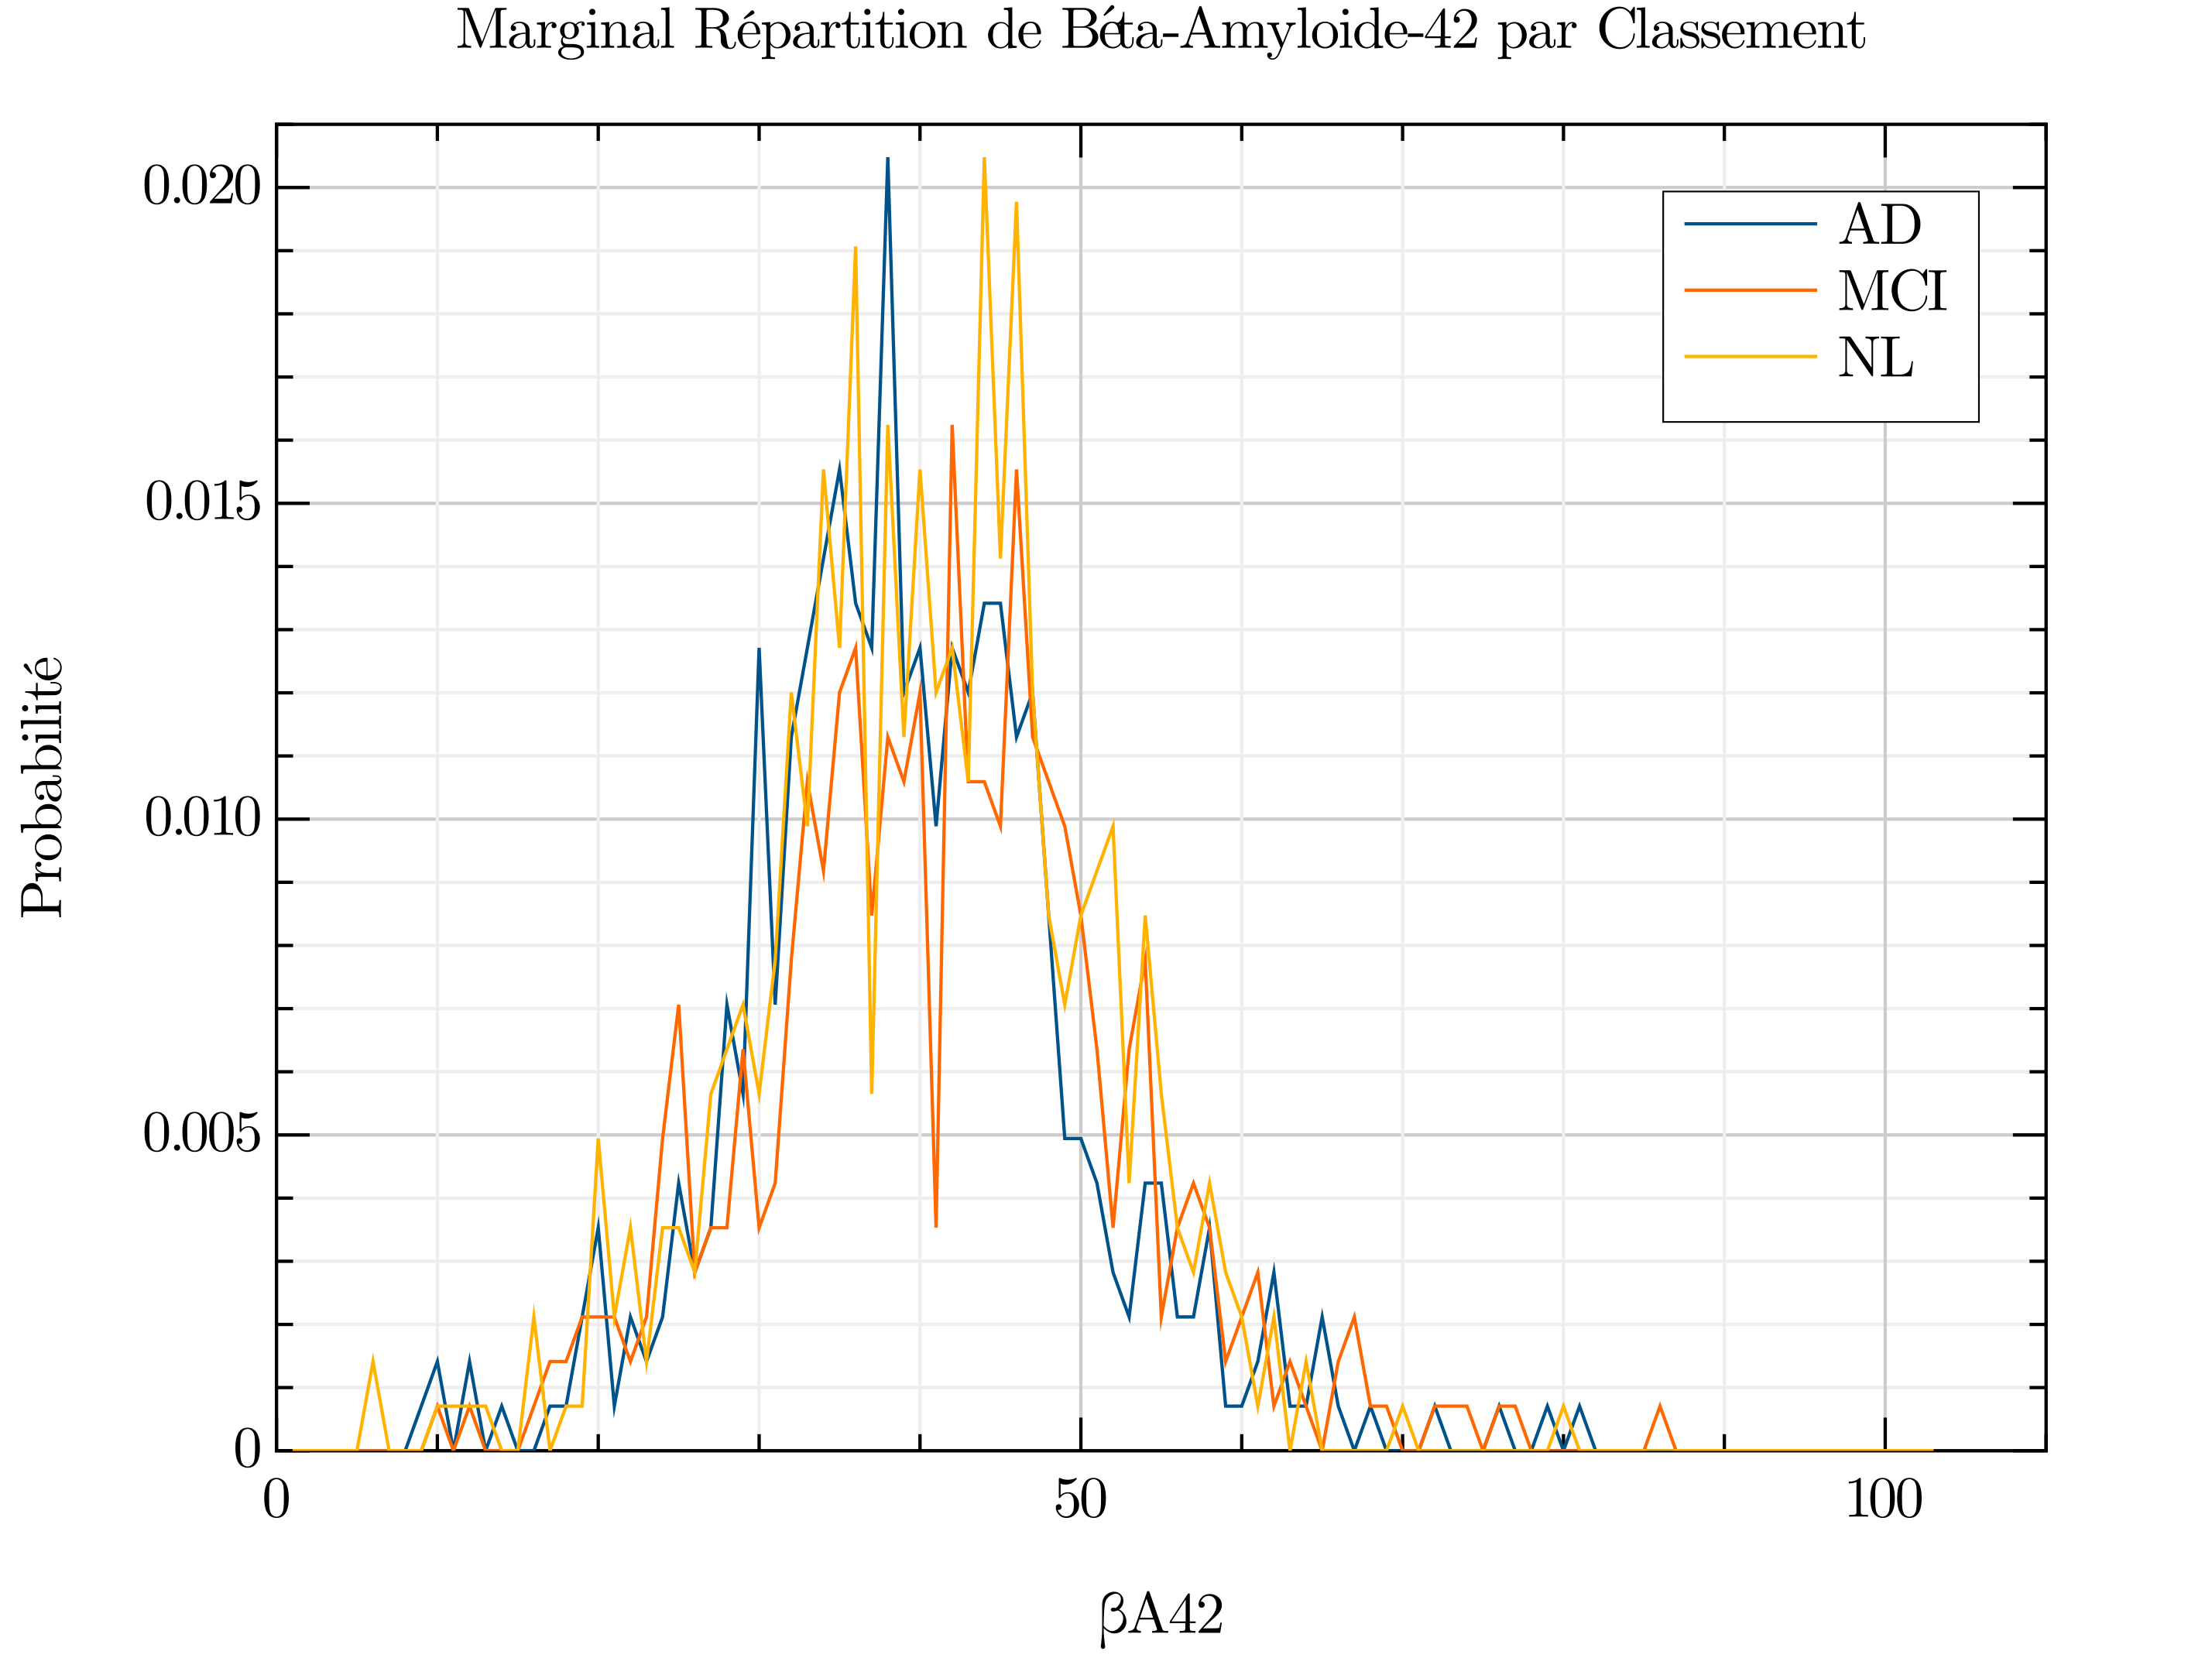 Marginal Répartition de Béta-Amyloide-42 par Classement
AD
MCI
NL
0.020
0.015
0.010
0.005
0
Probabilité
0 50 100
βA42